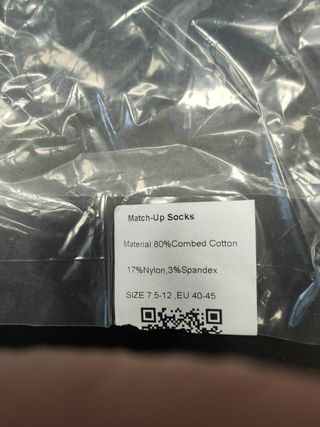 Match-Up Socks
Material:80%Combed Cotton
17%Nylon,3%Spandex
SIZE 7.5-12 ,EU 40-45